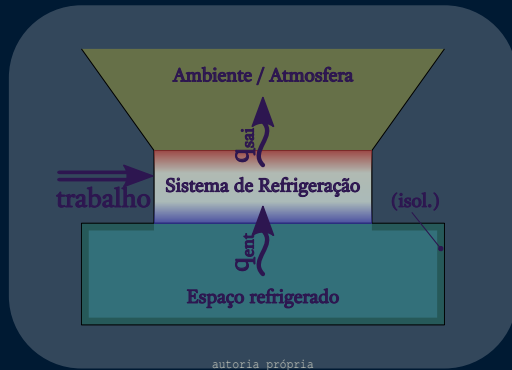 Ambiente / Atmosfera
qsai
trabalho
Sistema de Refrigeração
(isol.)
qent
Espaço refrigerado
autoria própria